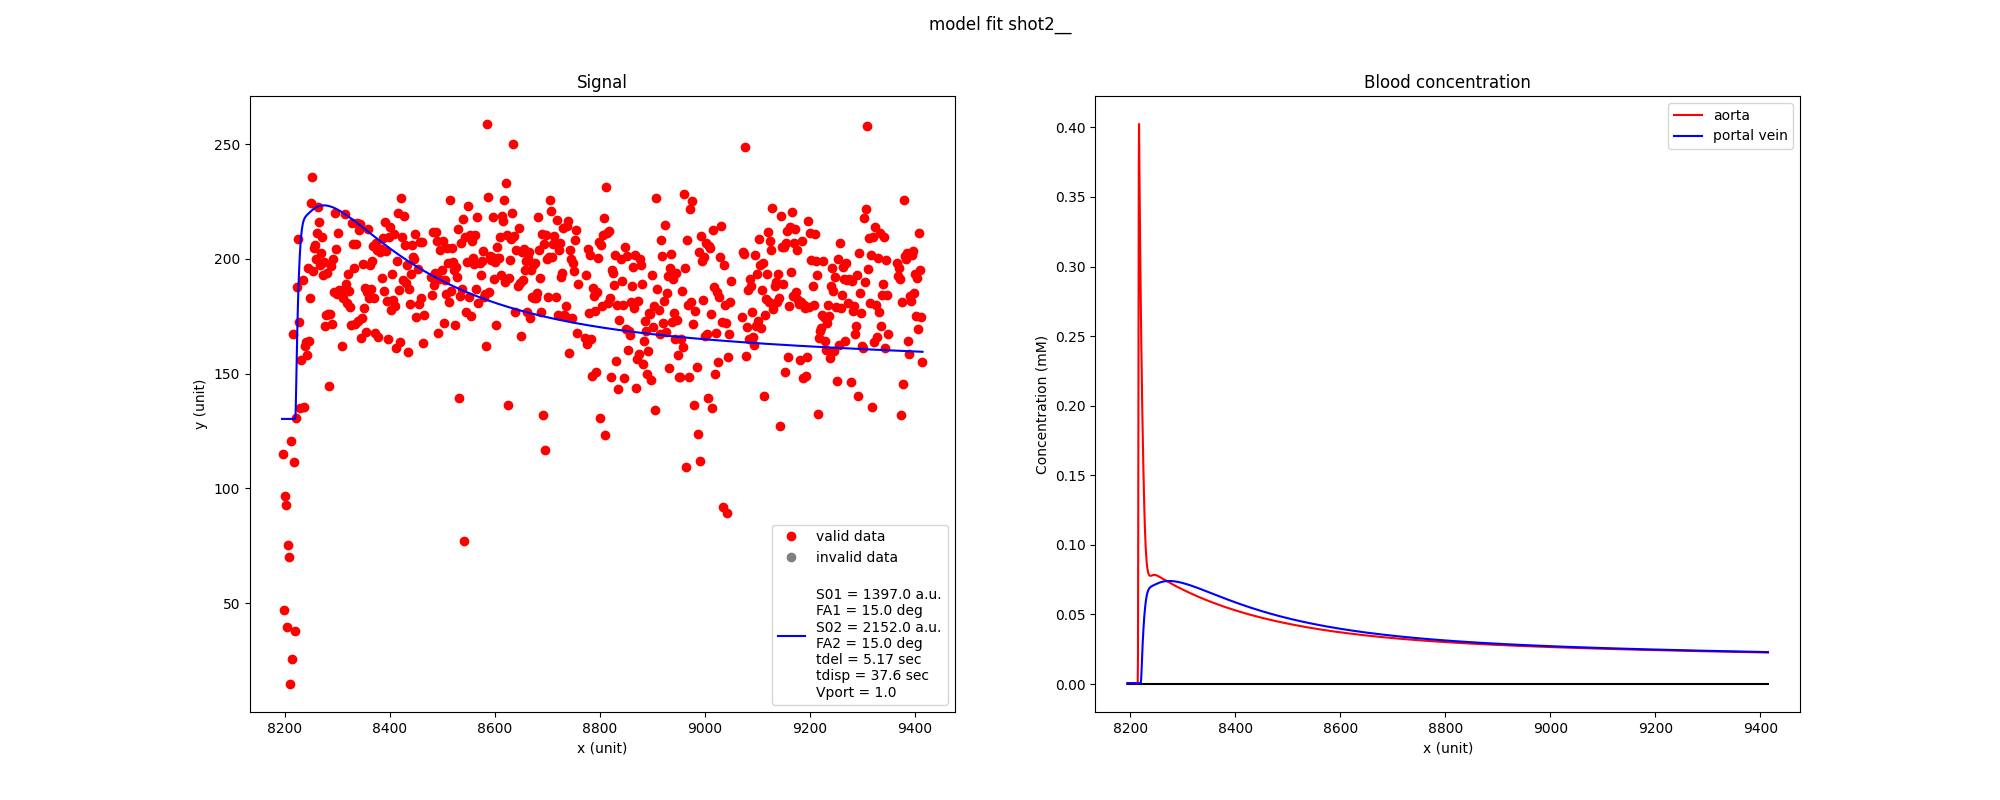 model fit shot2__
Signal
y (unit)
250
200
150
100
50
8200 8400 8600 8800 9000 9200 9400
x (unit)
valid data
invalid data
S01 = 1397.0 a.u.
FA1 = 15.0 deg
S02 = 2152.0 a.u.
FA2 = 15.0 deg
tdel = 5.17 sec
tdisp = 37.6 sec
Vport = 1.0
Blood concentration
Concentration (mM)
0.40
0.35
0.30
0.25
0.20
0.15
0.10
0.05
0.00
8200 8400 8600 8800 9000 9200 9400
x (unit)
aorta
portal vein